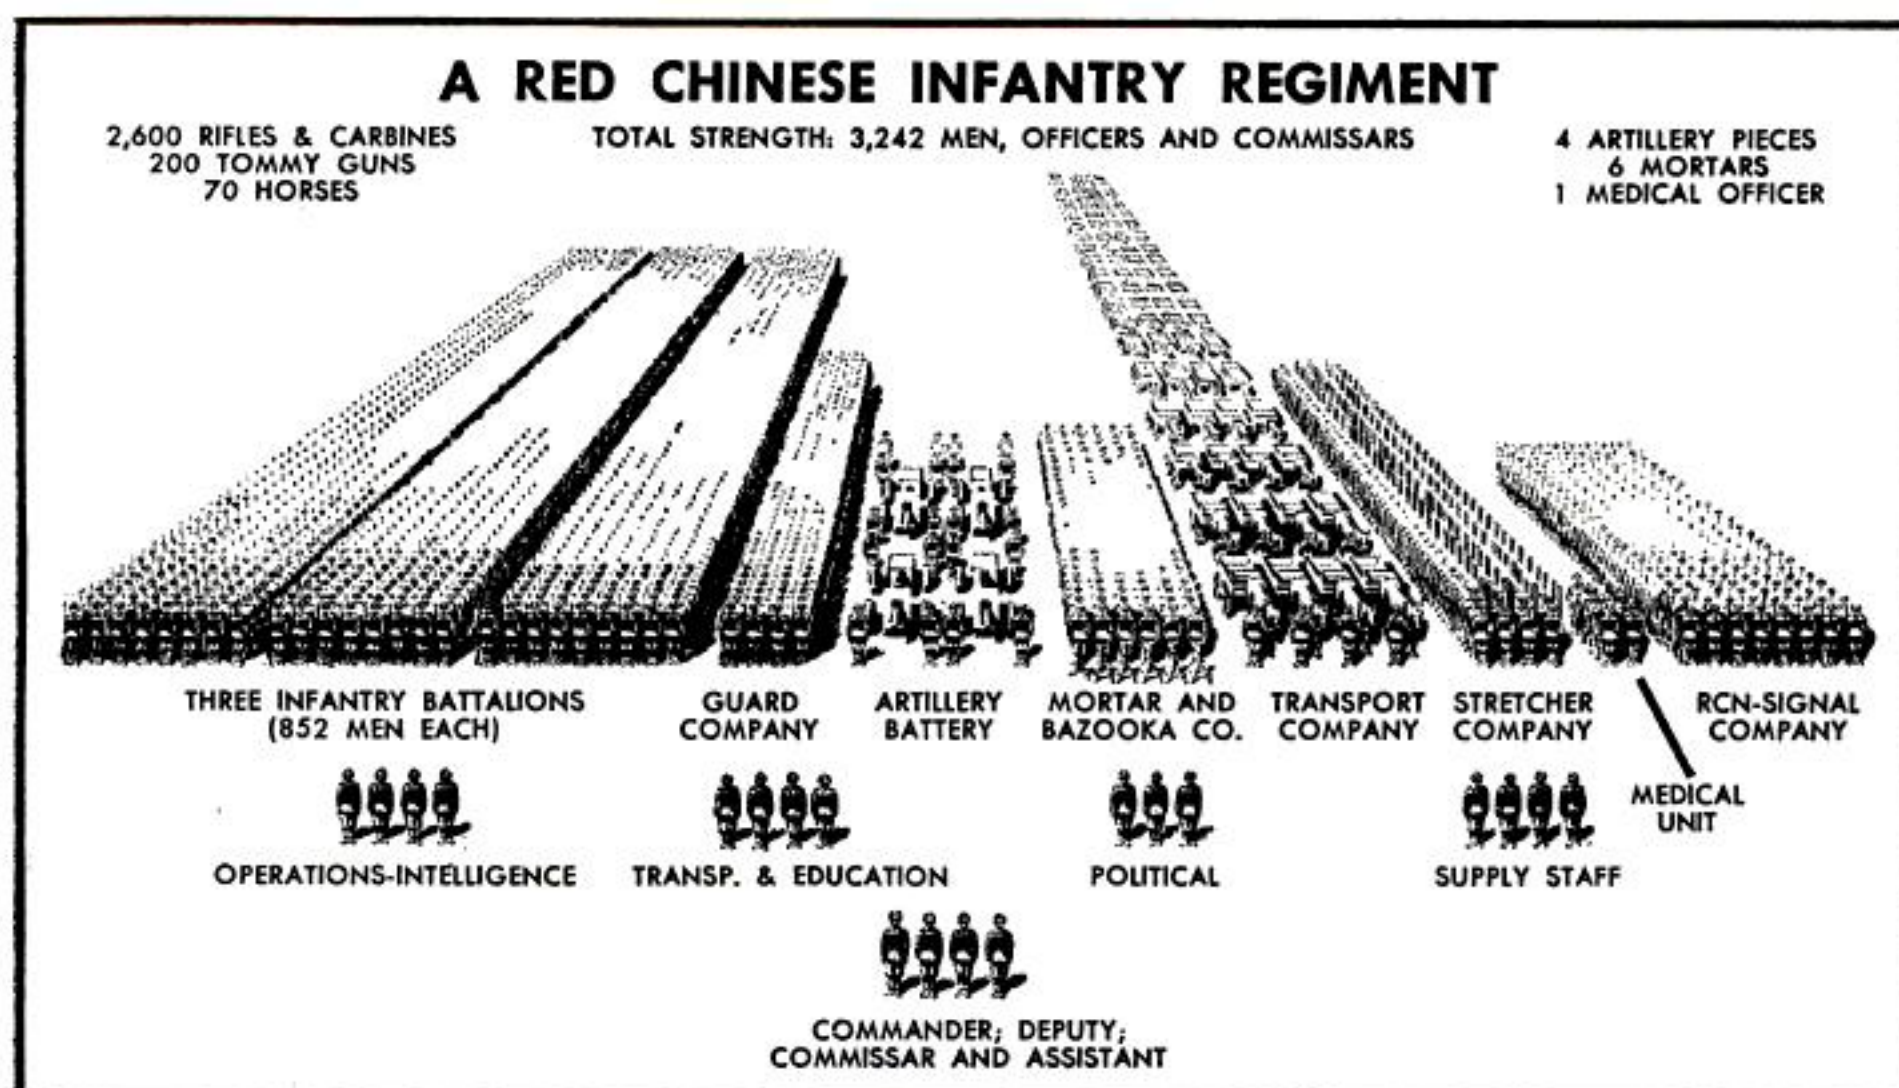 A RED CHINESE INFANTRY REGIMENT
2,600 RIFLES & CARBINES
200 TOMMY GUNS
70 HORSES
TOTAL STRENGTH: 3,242 MEN, OFFICERS AND COMMISSARS
4 ARTILLERY PIECES
6 MORTARS
1 MEDICAL OFFICER
THREE INFANTRY BATTALIONS
(852 MEN EACH)
GUARD
COMPANY
ARTILLERY
BATTERY
MORTAR AND
BAZOOKA CO.
TRANSPORT
COMPANY
STRETCHER
COMPANY
MEDICAL
UNIT
RCN-SIGNAL
COMPANY
OPERATIONS-INTELLIGENCE
TRANSP. & EDUCATION
POLITICAL
SUPPLY STAFF
COMMANDER; DEPUTY;
COMMISSAR AND ASSISTANT